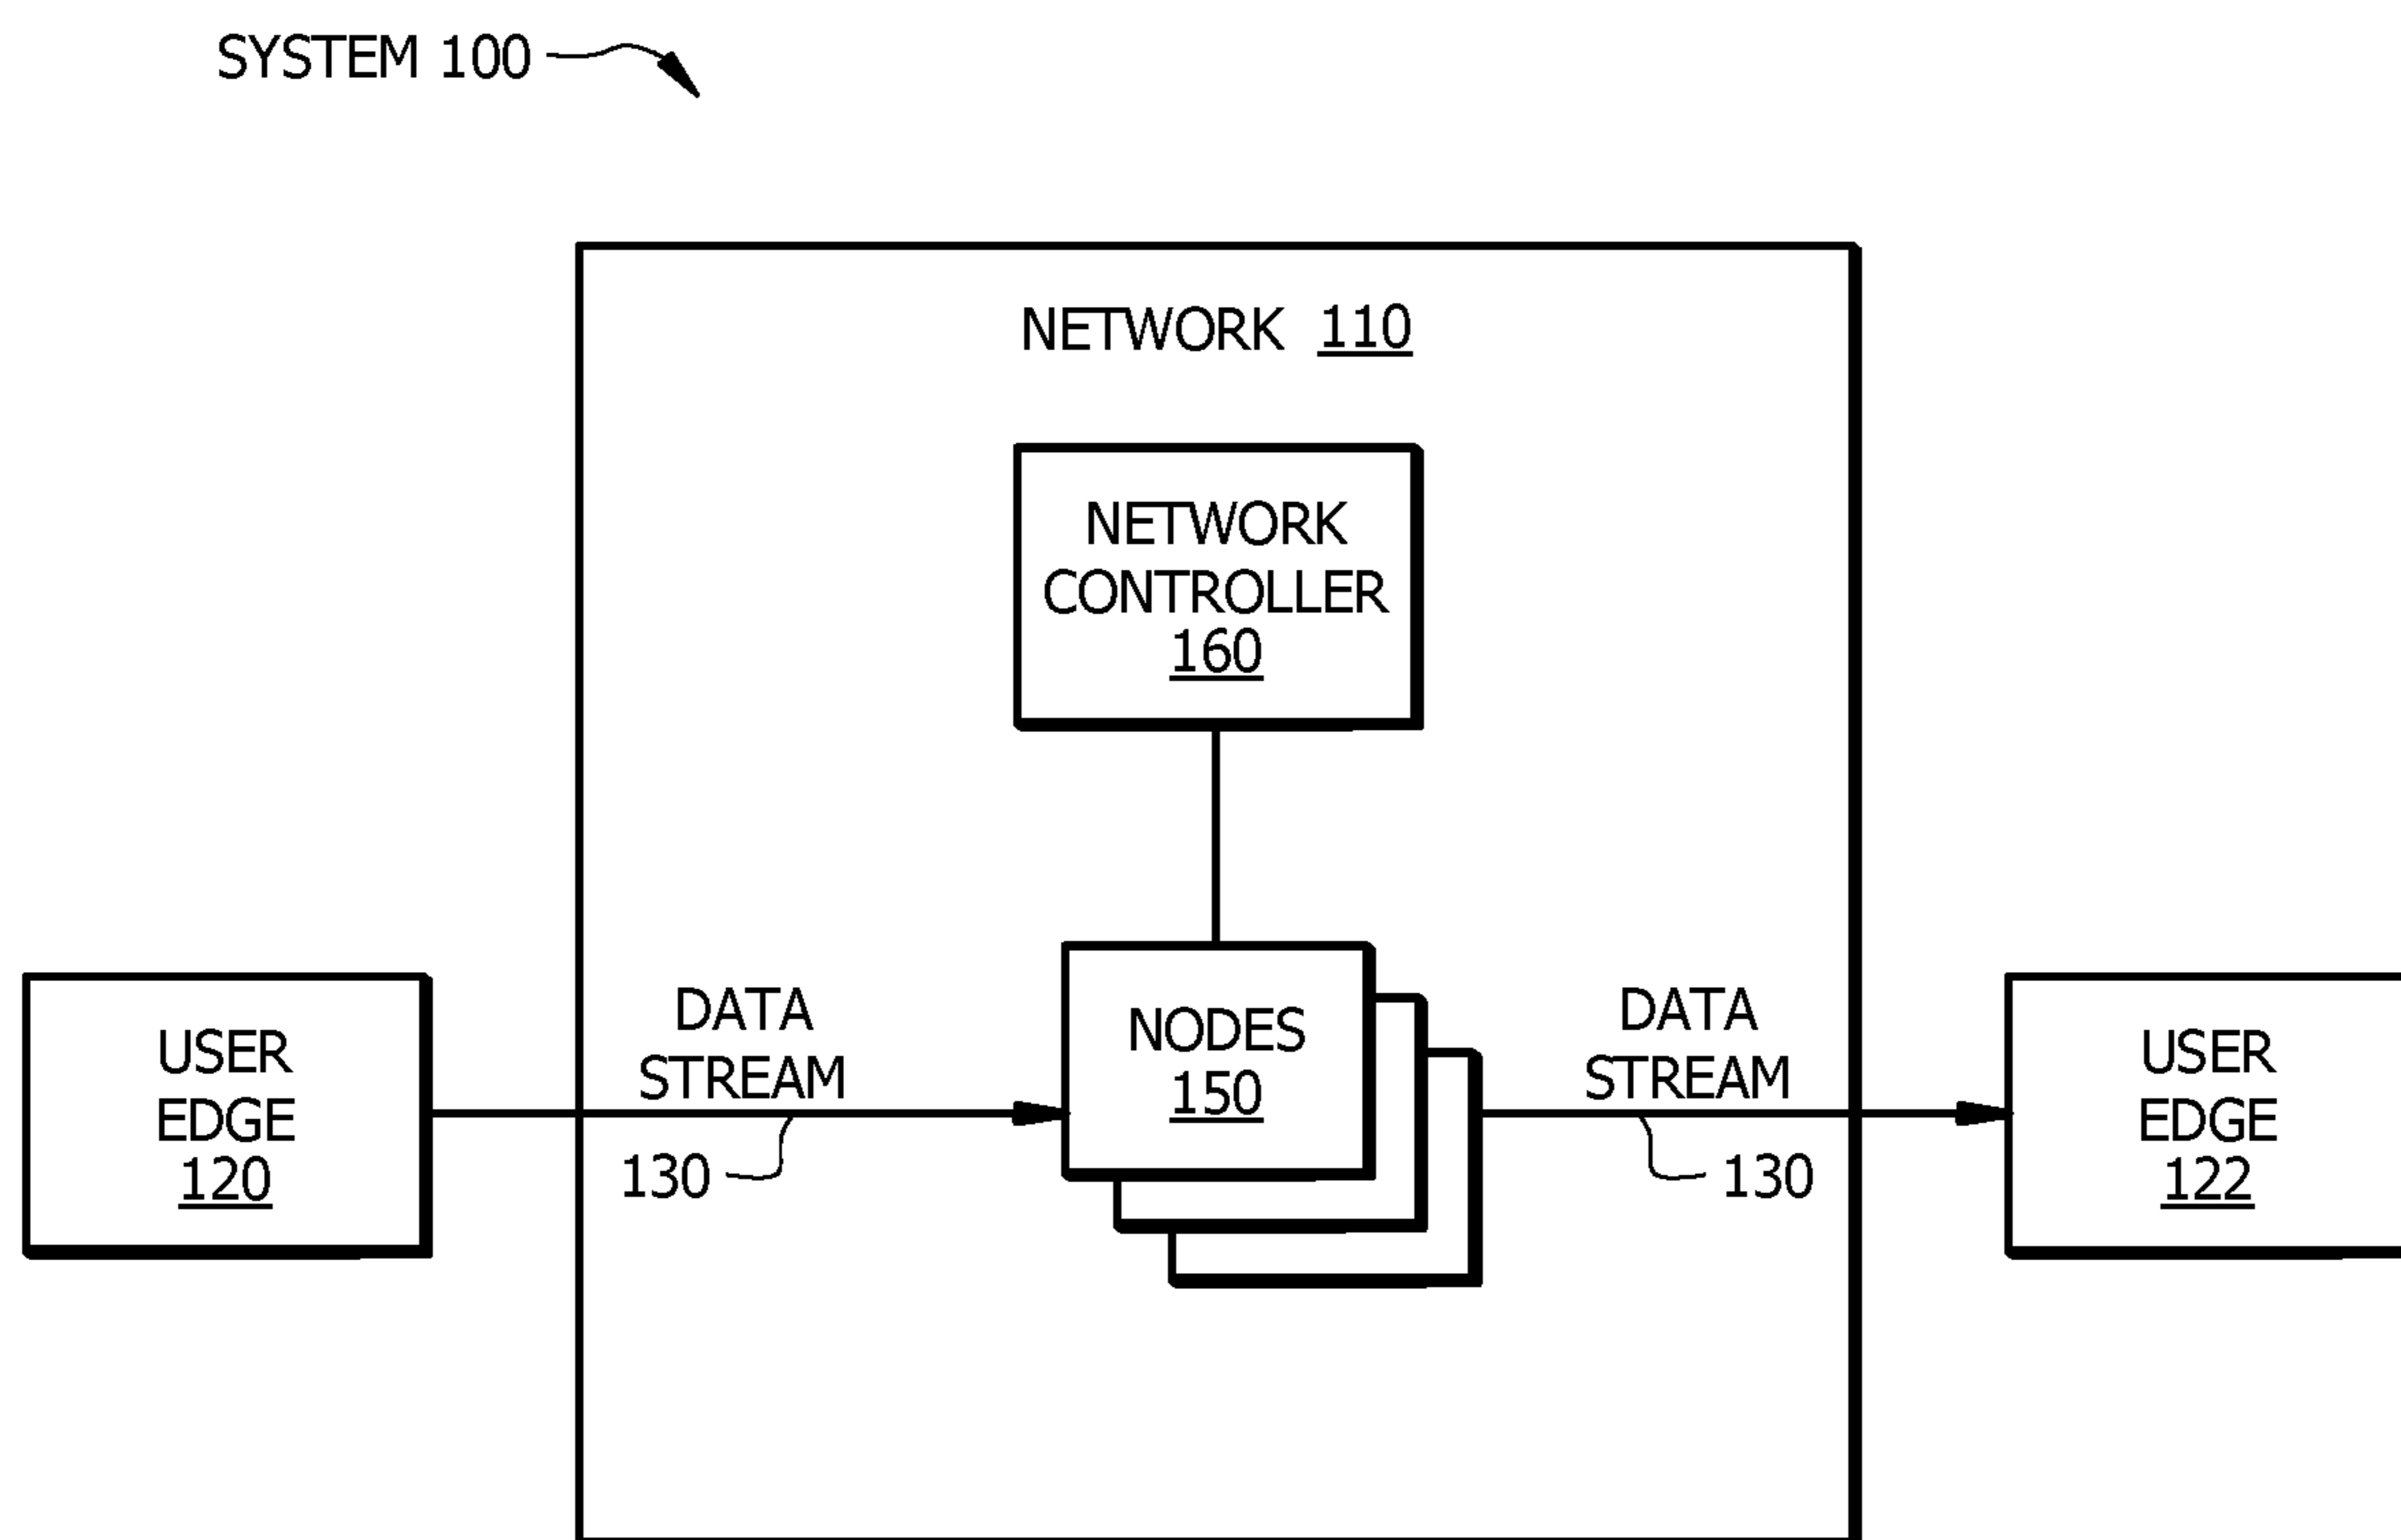 SYSTEM 100
NETWORK 110
NETWORK
CONTROLLER
160
USER
EDGE
120
DATA
STREAM
130
NODES
150
DATA
STREAM
130
USER
EDGE
122